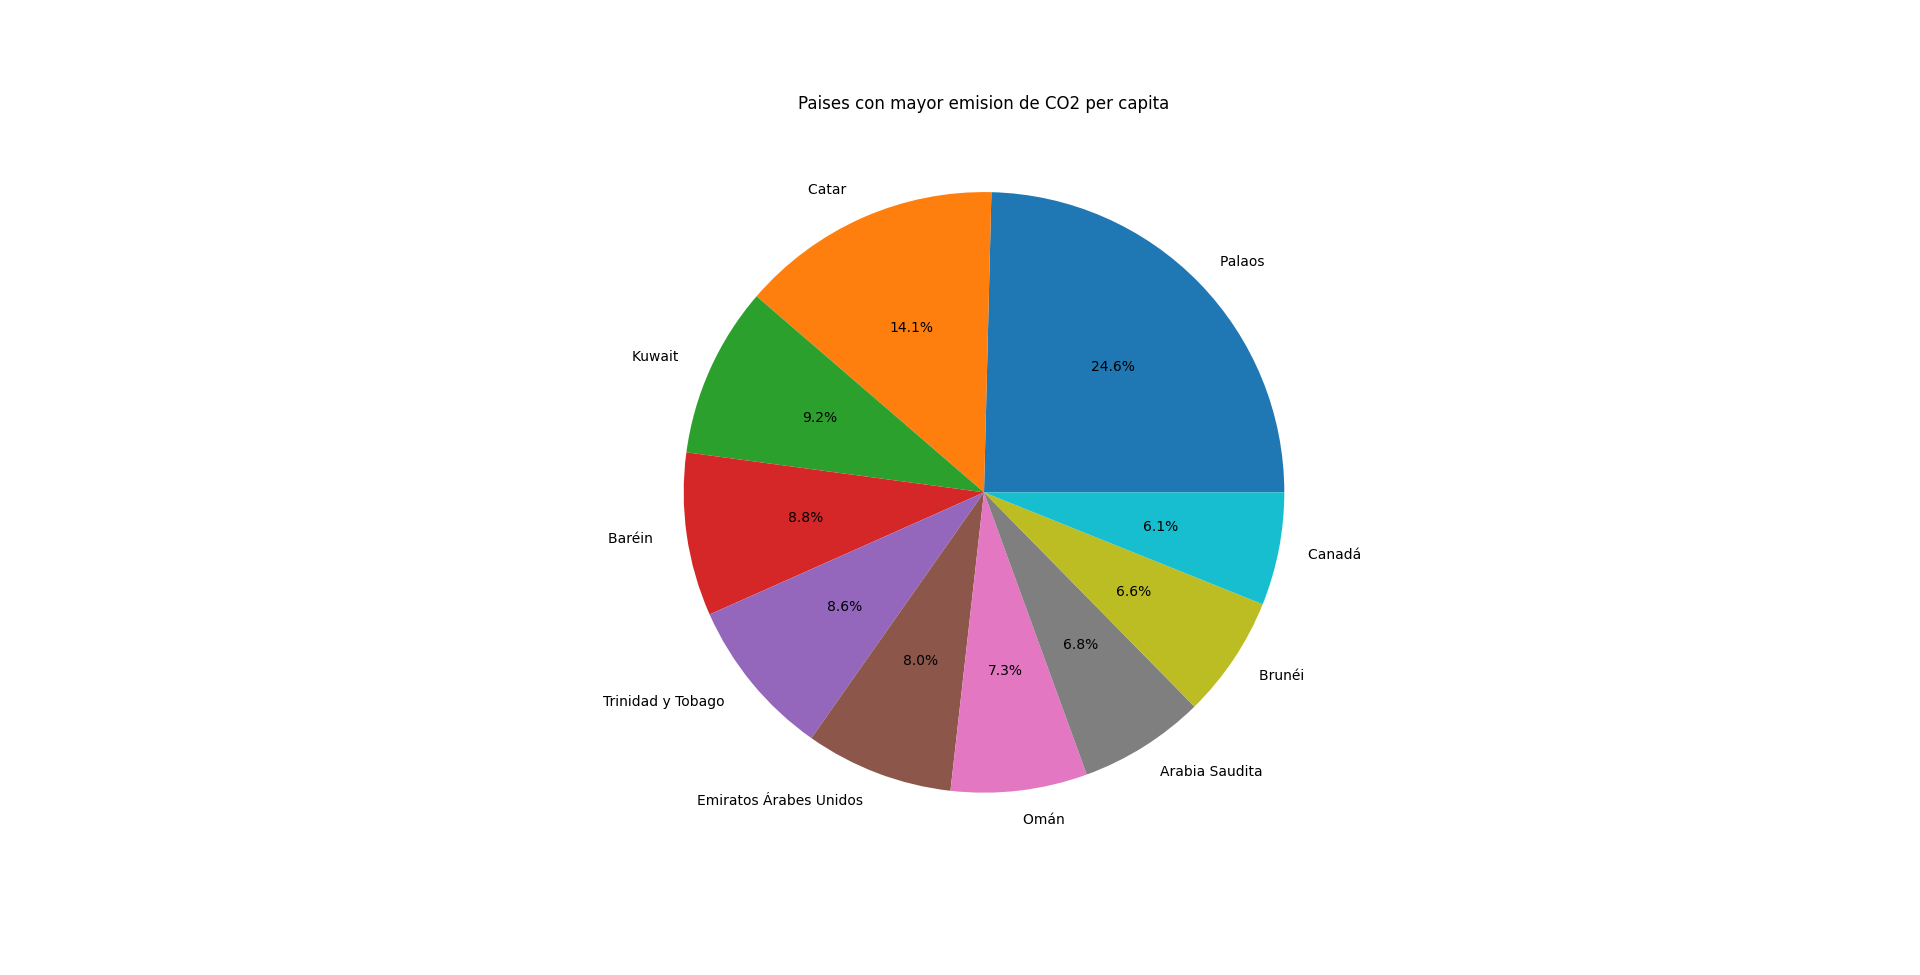 Paises con mayor emision de CO2 per capita
Catar
Palaos
14.1%
Kuwait
24.6%
9.2%
8.8%
6.1%
Baréin
Canadá
6.6%
8.6%
6.8%
8.0%
7.3%
Brunéi
Trinidad y Tobago
Arabia Saudita
Emiratos Árabes Unidos
Omán